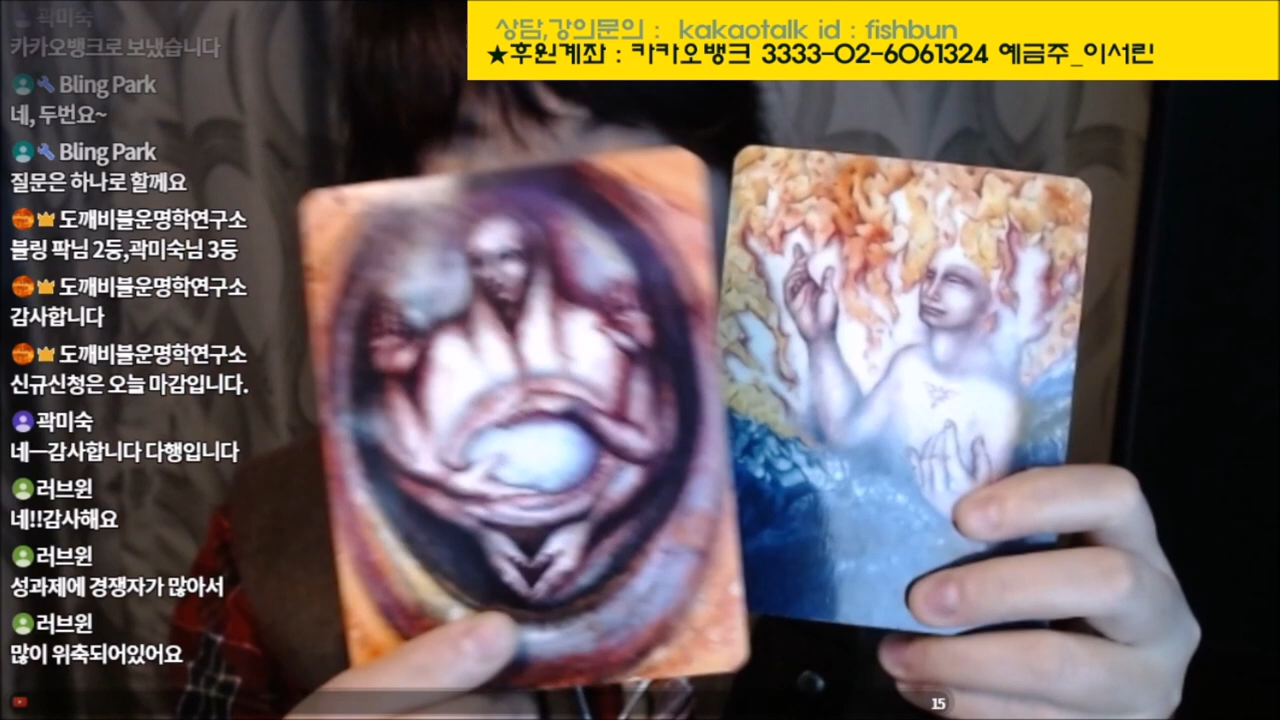 상담,강의문의 : kakaotalk id : fishbun
★후원계좌 : 카카오뱅크 3333-02-6061324 예금주_이서린
곽미숙
카카오뱅크로 보냈습니다
Bling Park
네, 두번요~
Bling Park
질문은 하나로 할께요
도깨비불운명학연구소
블링 팍님 2등,곽미숙님 3등
도깨비불운명학연구소
감사합니다
도깨비불운명학연구소
신규신청은 오늘 마감입니다.
곽미숙
네ㅡ감사합니다 다행입니다
러브윈
네!!감사해요
러브윈
성과제에 경쟁자가 많아서
러브윈
많이 위축되어있어요
15